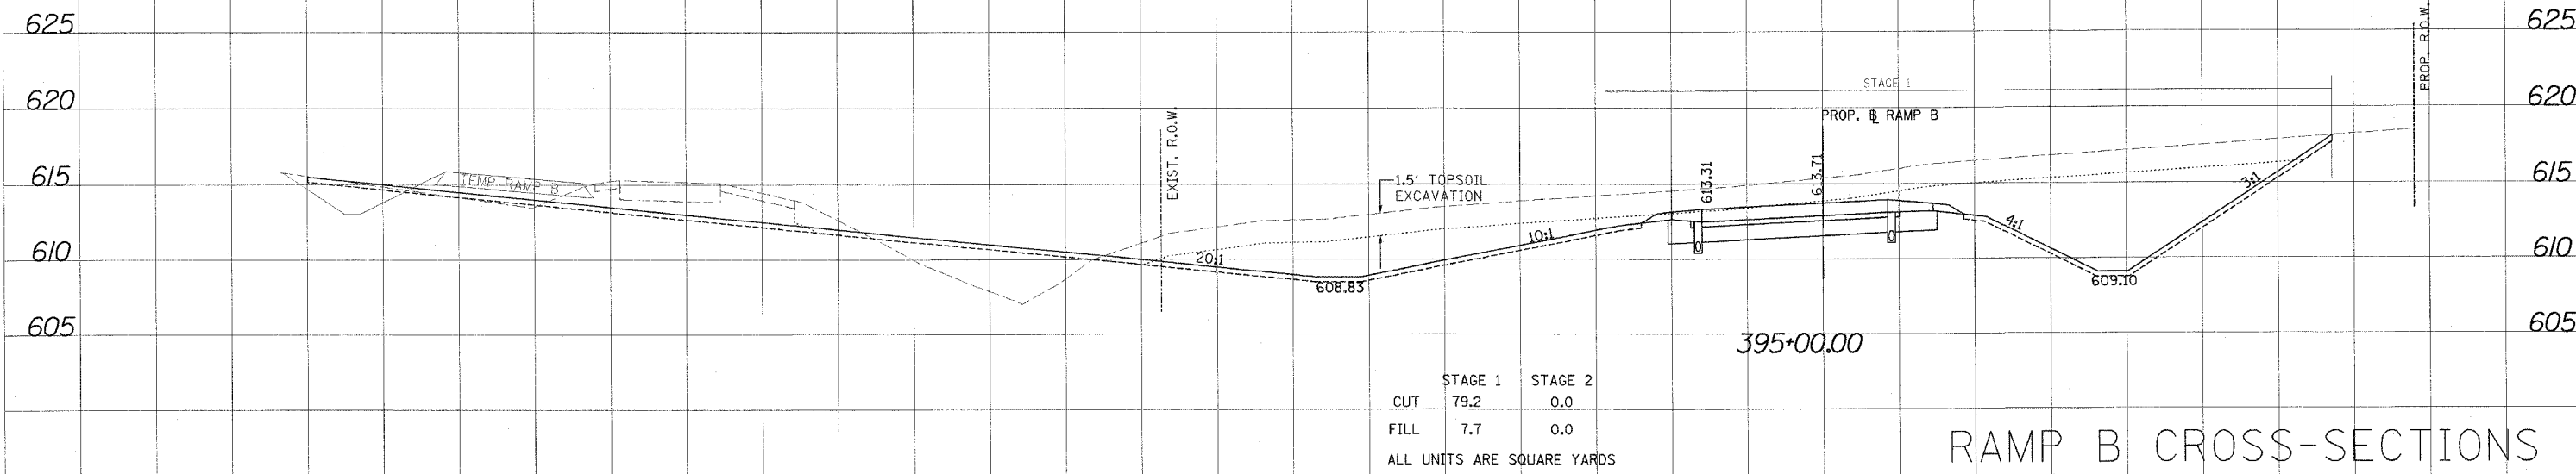 625
625
PROP. R.O.W.
STAGE 1
620
620
EXIST. R.O.W.
PROP. ℄ RAMP B
615
TEMP RAMP B
1.5' TOPSOIL
EXCAVATION
613.31
613.71
3:1
615
610
20:1
10:1
4:1
610
608.83
609.10
605
605
395+00.00
STAGE 1 STAGE 2
CUT 79.2 0.0
FILL 7.7 0.0
ALL UNITS ARE SQUARE YARDS
RAMP B CROSS-SECTIONS